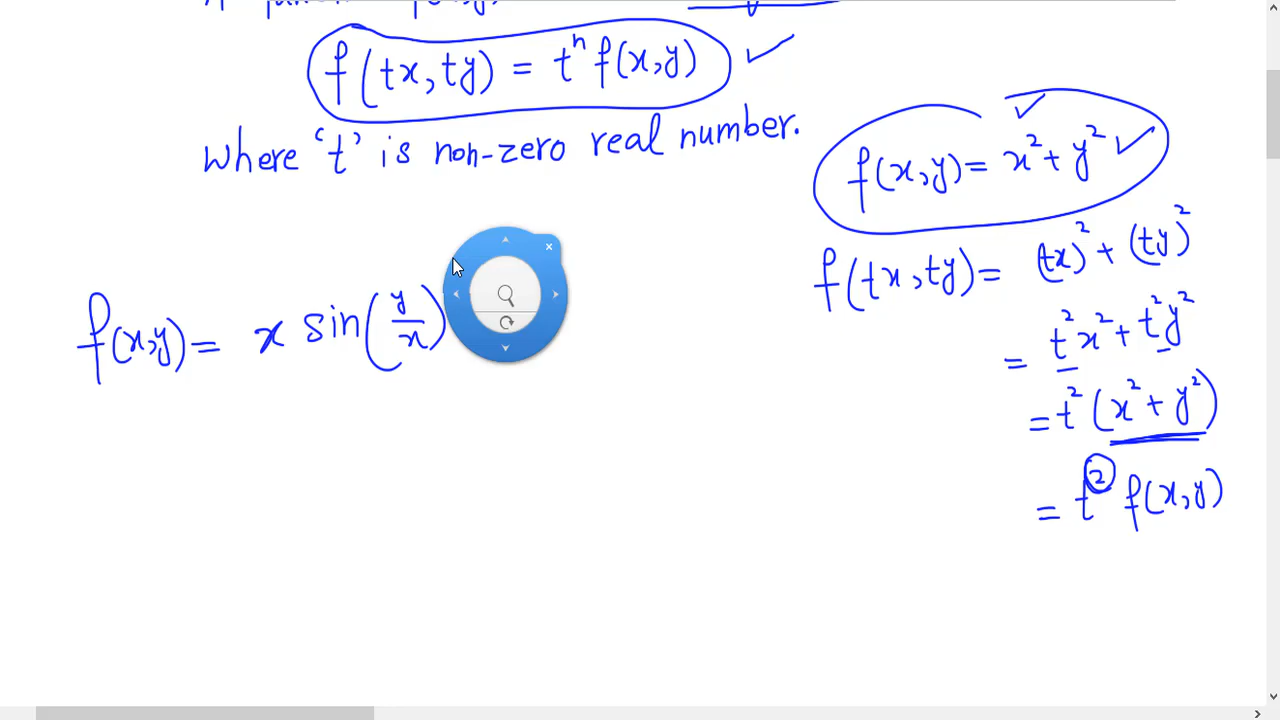 f(tx, ty) = tⁿ f(x,y)
where 't' is non-zero real number.
f(x,y) = x² + y²
f(tx, ty) = (tx)² + (ty)²
= t²x² + t²y²
= t² (x² + y²)
= t² f(x,y)
f(x,y) = x sin(y/x)